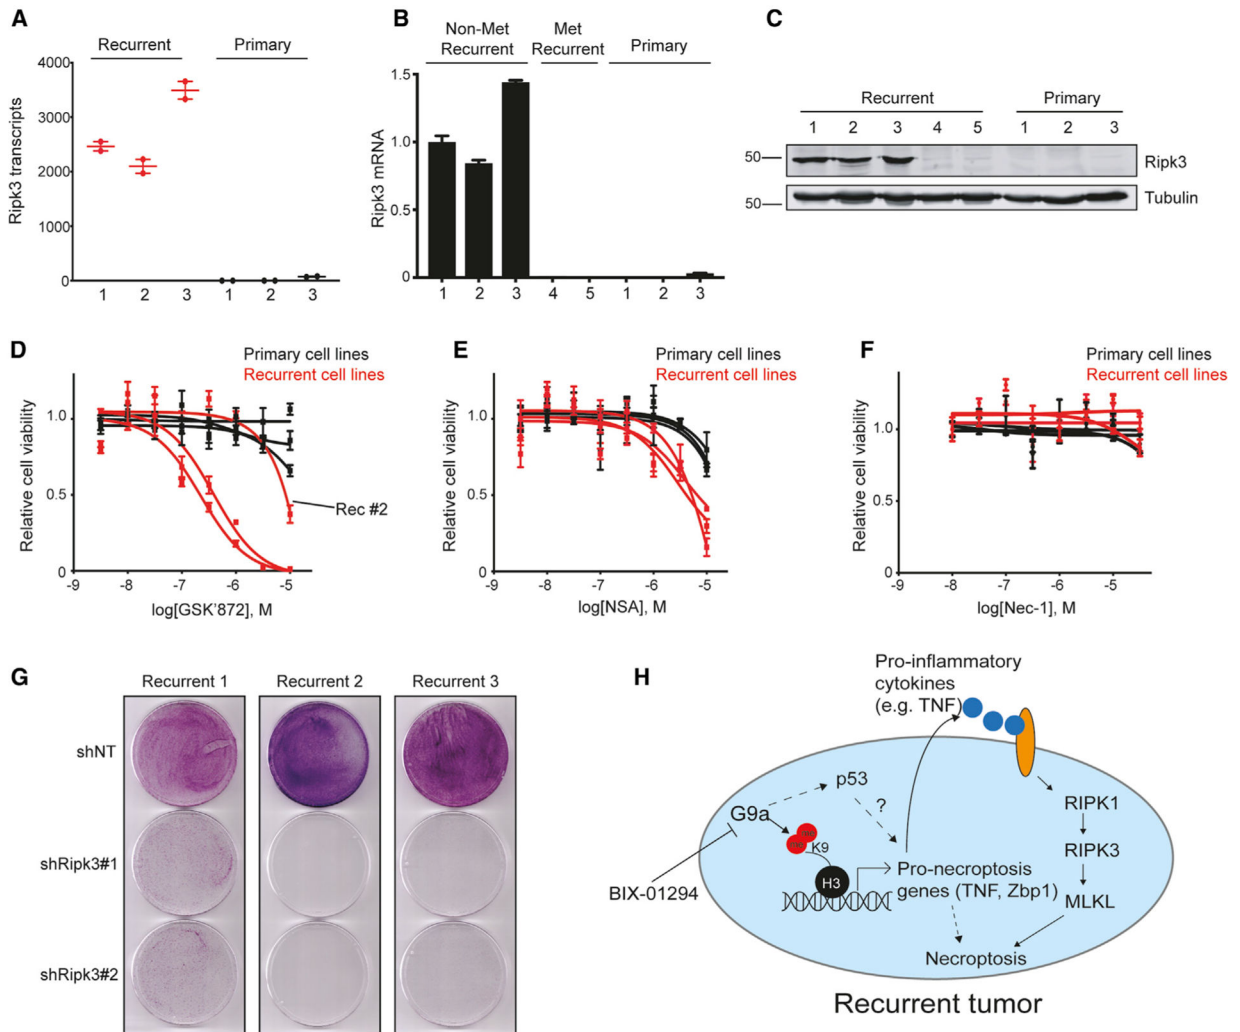 A
Recurrent
Primary
Ripk3 transcripts
4000
3000
2000
1000
0
1 2 3 1 2 3
B
Non-Met
Recurrent
Met
Recurrent
Primary
Ripk3 mRNA
1.5
1.0
0.5
0
1 2 3 4 5 1 2 3
C
Recurrent
Primary
1 2 3 4 5 1 2 3
50
Ripk3
50
Tubulin
D
Primary cell lines
Recurrent cell lines
Relative cell viability
1.0
0.5
0
Rec #2
-9 -8 -7 -6 -5
log[GSK'872], M
E
Primary cell lines
Recurrent cell lines
Relative cell viability
1.0
0.5
0
-9 -8 -7 -6 -5
log[NSA], M
F
Primary cell lines
Recurrent cell lines
Relative cell viability
1.0
0.5
0
-9 -8 -7 -6 -5
log[Nec-1], M
G
Recurrent 1
Recurrent 2
Recurrent 3
shNT
shRipk3#1
shRipk3#2
H
Pro-inflammatory
cytokines
(e.g. TNF)
p53
?
G9a
K9
H3
BIX-01294
Pro-necroptosis
genes (TNF, Zbp1)
RIPK1
RIPK3
MLKL
Necroptosis
Recurrent tumor